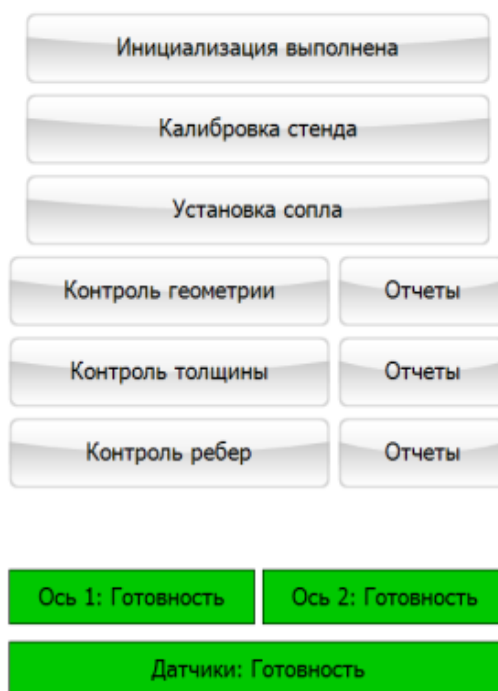 Инициализация выполнена
Калибровка стенда
Установка сопла
Контроль геометрии
Отчеты
Контроль толщины
Отчеты
Контроль ребер
Отчеты
Ось 1: Готовность
Ось 2: Готовность
Датчики: Готовность